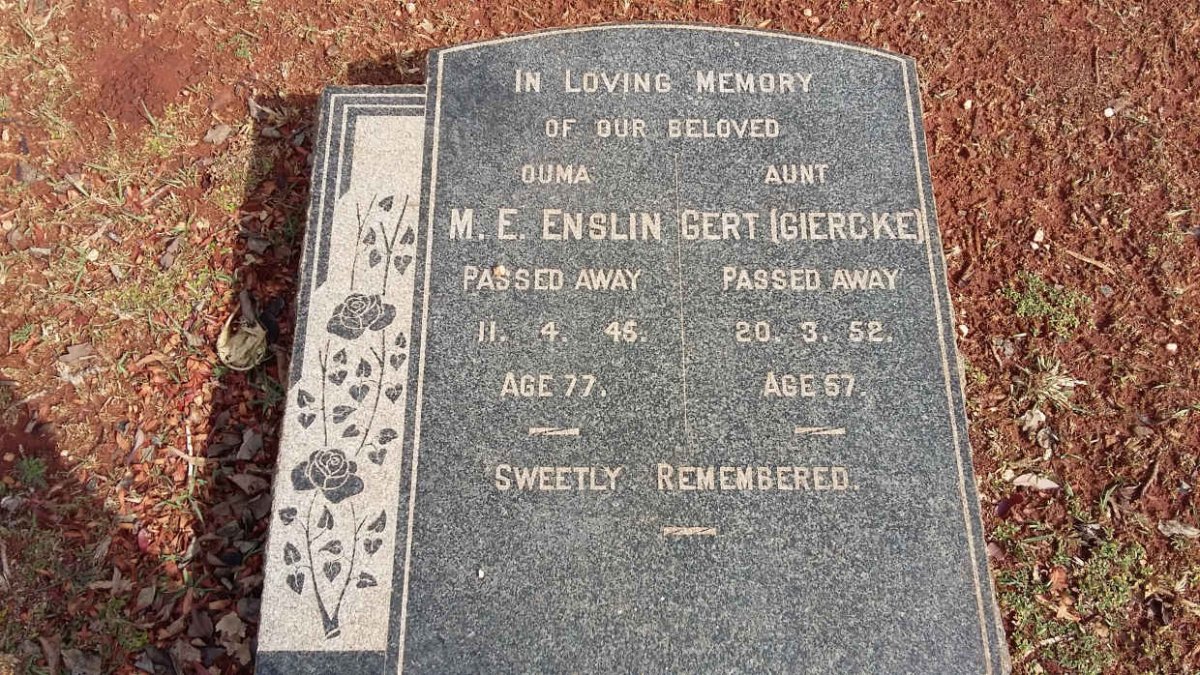 IN LOVING MEMORY
OF OUR BELOVED
OUMA
M. E. ENSLIN
PASSED AWAY
11. 4. 46.
AGE 77.
AUNT
GERT (GIERCKE)
PASSED AWAY
20. 3. 52.
AGE 57.
SWEETLY REMEMBERED.